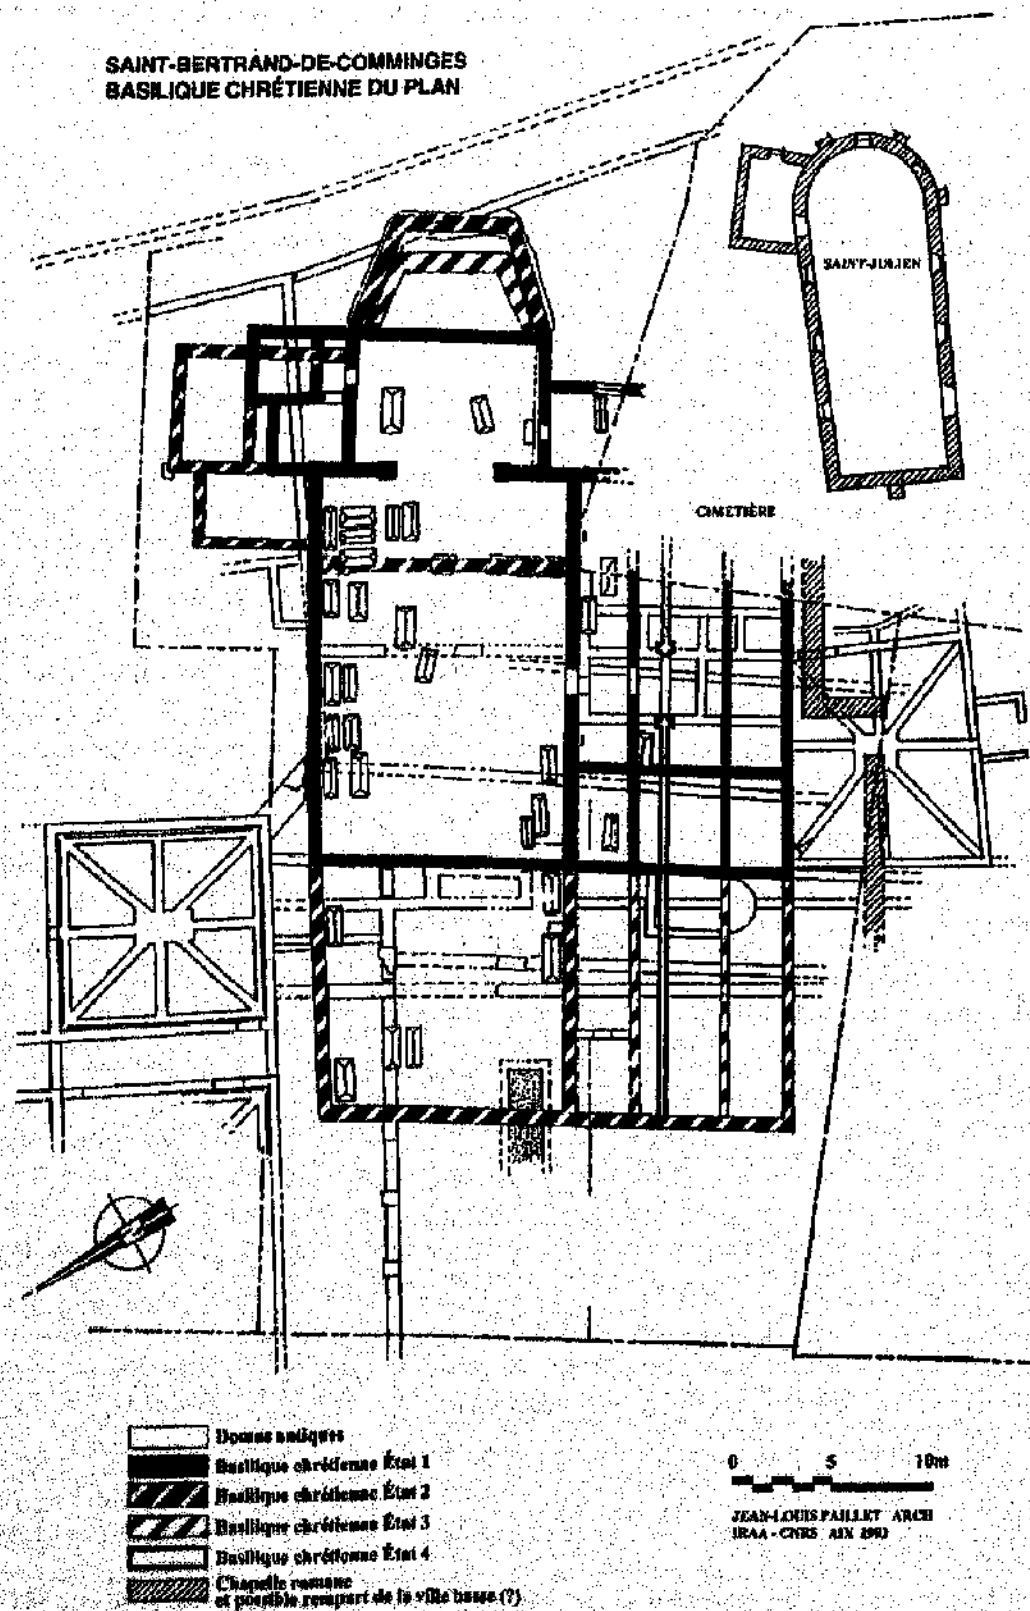 SAINT-BERTRAND-DE-COMMINGES
BASILIQUE CHRÉTIENNE DU PLAN
SAINT-JULIEN
CIMETIÈRE
Domus antiques
Basilique chrétienne État 1
Basilique chrétienne État 2
Basilique chrétienne État 3
Basilique chrétienne État 4
Chapelle romane
et possible rempart de la ville basse (?)
0 5 10m
JEAN-LOUIS PAILLET ARCH
IRAA - CNRS AIX